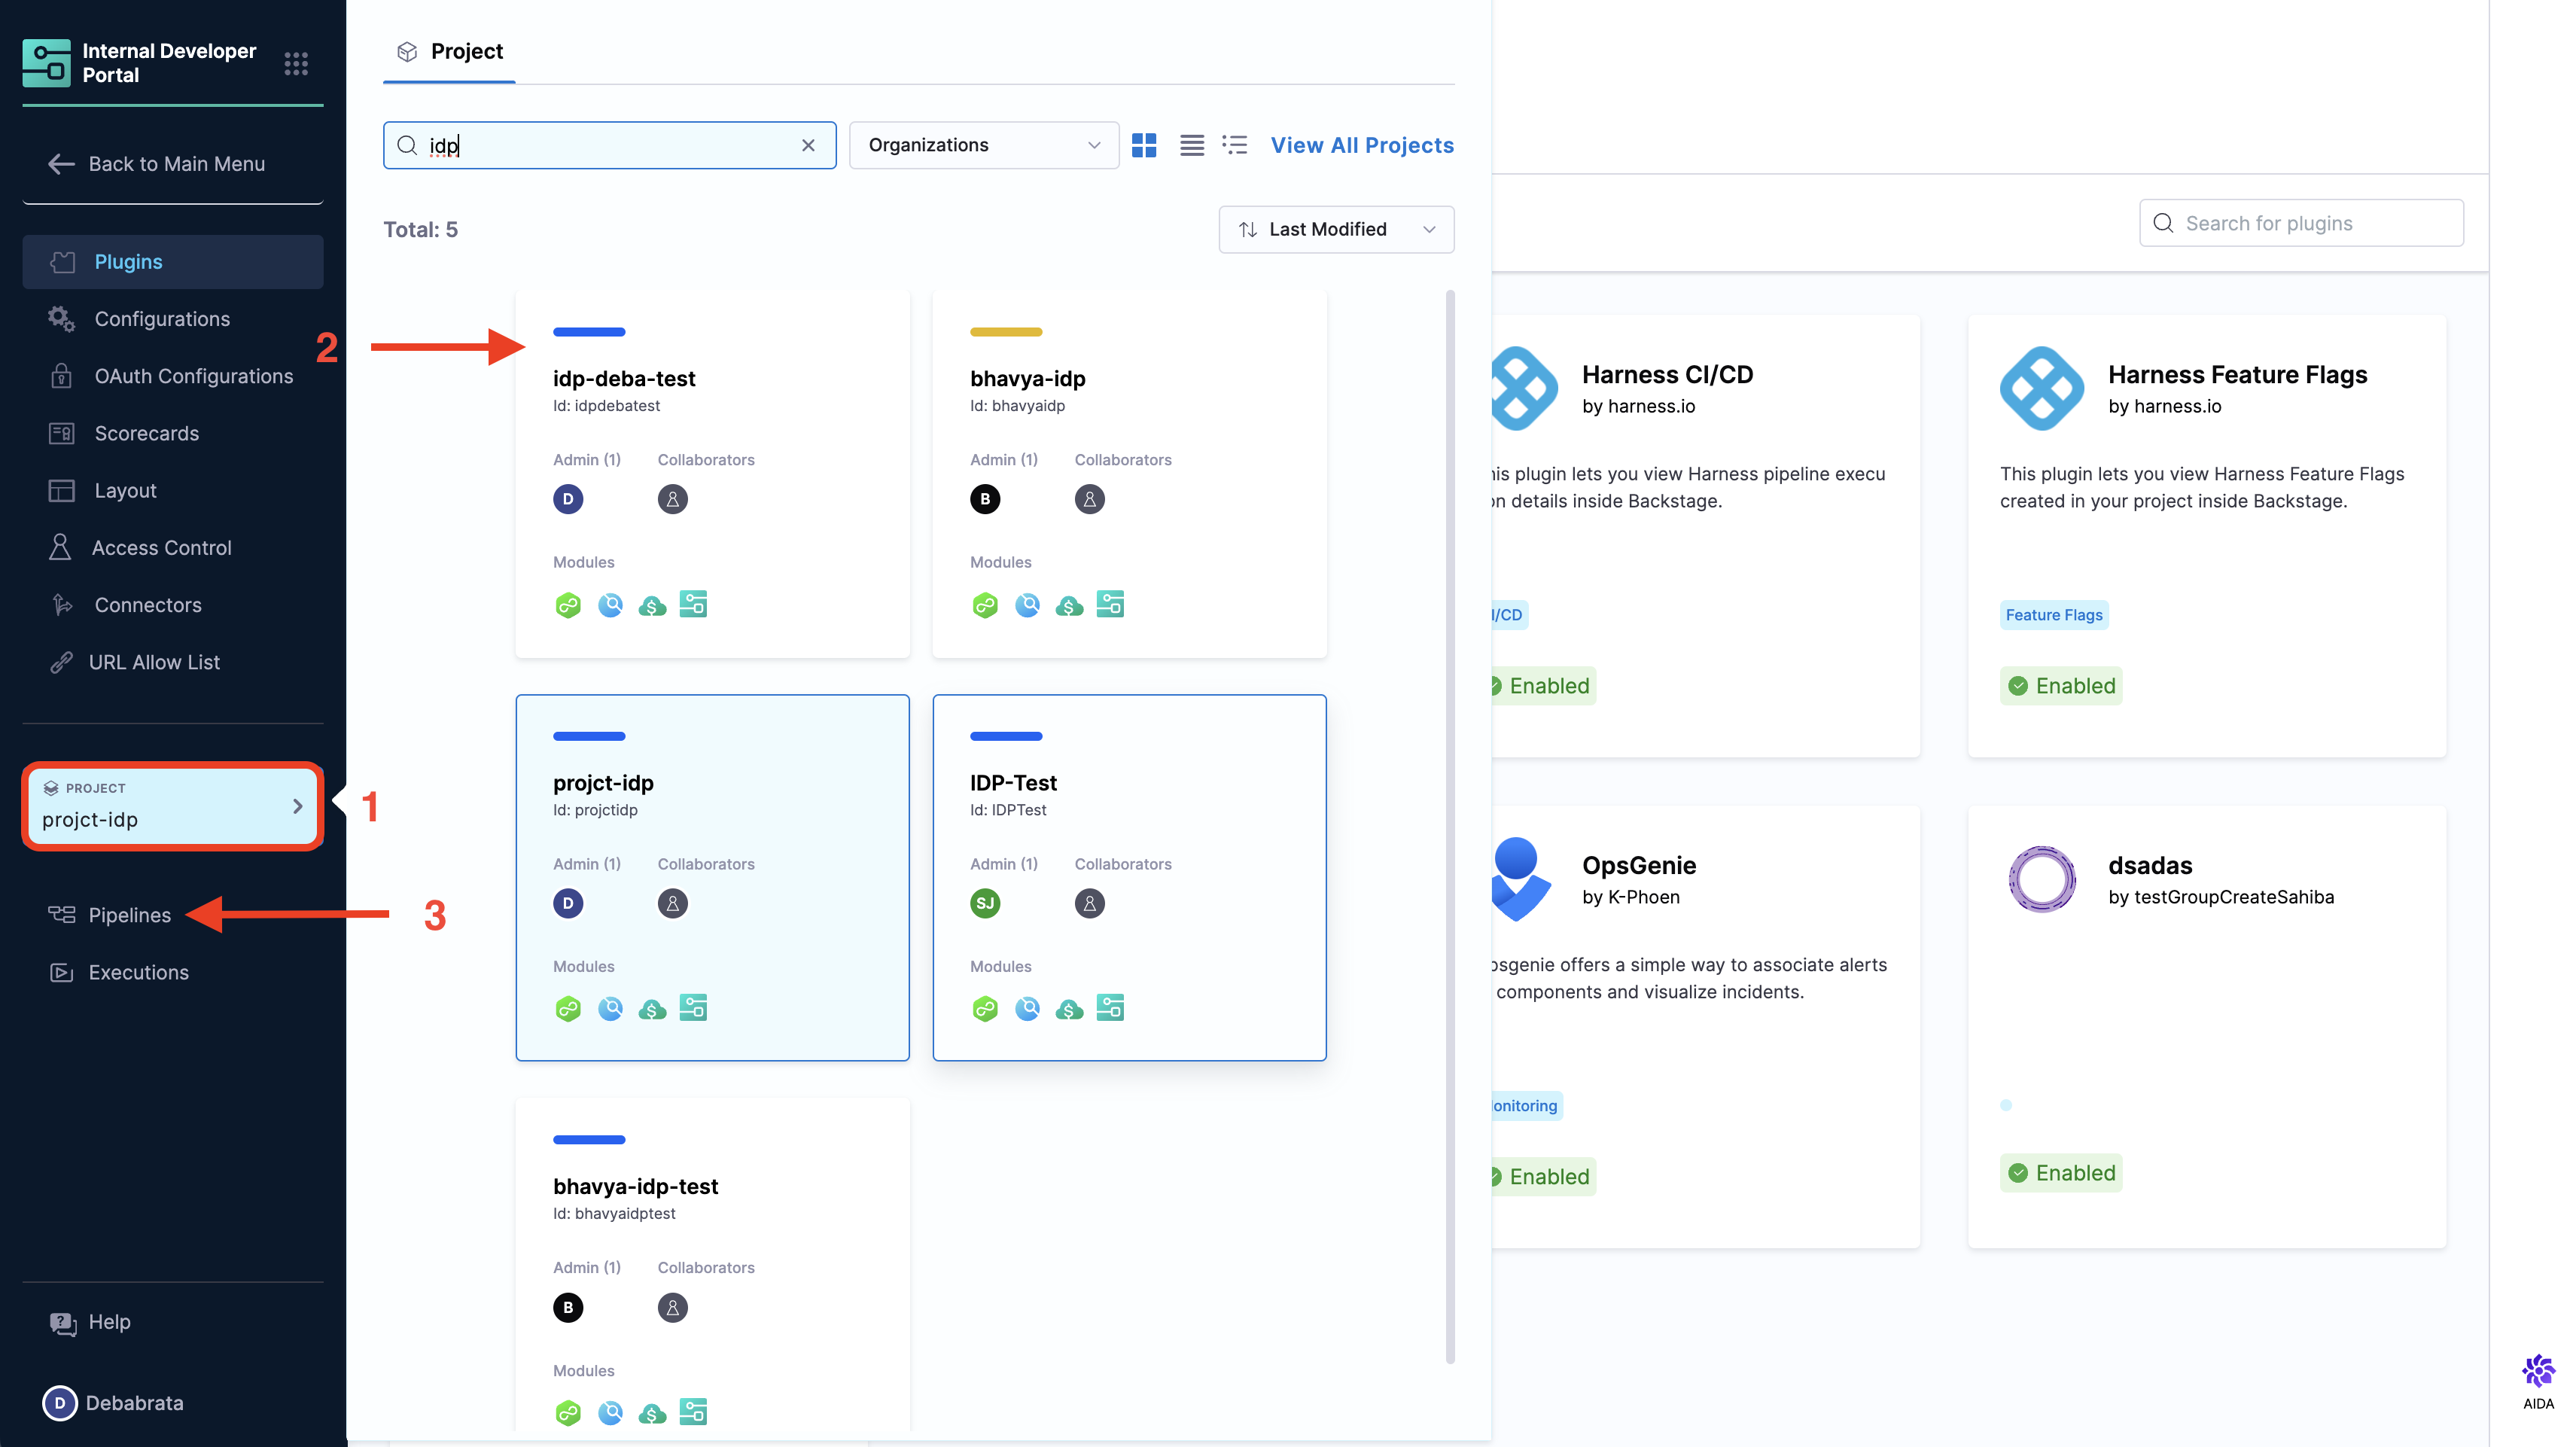 Internal Developer
Portal
Back to Main Menu
Plugins
Configurations
OAuth Configurations
Scorecards
Layout
Access Control
Connectors
URL Allow List
PROJECT
projct-idp
Pipelines
Executions
Help
D Debabrata
1
2
3
Project
idp
Organizations
View All Projects
Total: 5
Last Modified
idp-deba-test
Id: idpdebatest
Admin (1) Collaborators
D
Modules
bhavya-idp
Id: bhavyaidp
Admin (1) Collaborators
B
Modules
projct-idp
Id: projctidp
Admin (1) Collaborators
D
Modules
IDP-Test
Id: IDPTest
Admin (1) Collaborators
SJ
Modules
bhavya-idp-test
Id: bhavyaidptest
Admin (1) Collaborators
B
Modules
Search for plugins
Harness CI/CD
by harness.io
his plugin lets you view Harness pipeline execu
on details inside Backstage.
I/CD
Enabled
Harness Feature Flags
by harness.io
This plugin lets you view Harness Feature Flags
created in your project inside Backstage.
Feature Flags
Enabled
OpsGenie
by K-Phoen
osgenie offers a simple way to associate alerts
components and visualize incidents.
onitoring
Enabled
dsadas
by testGroupCreateSahiba
Enabled
AIDA